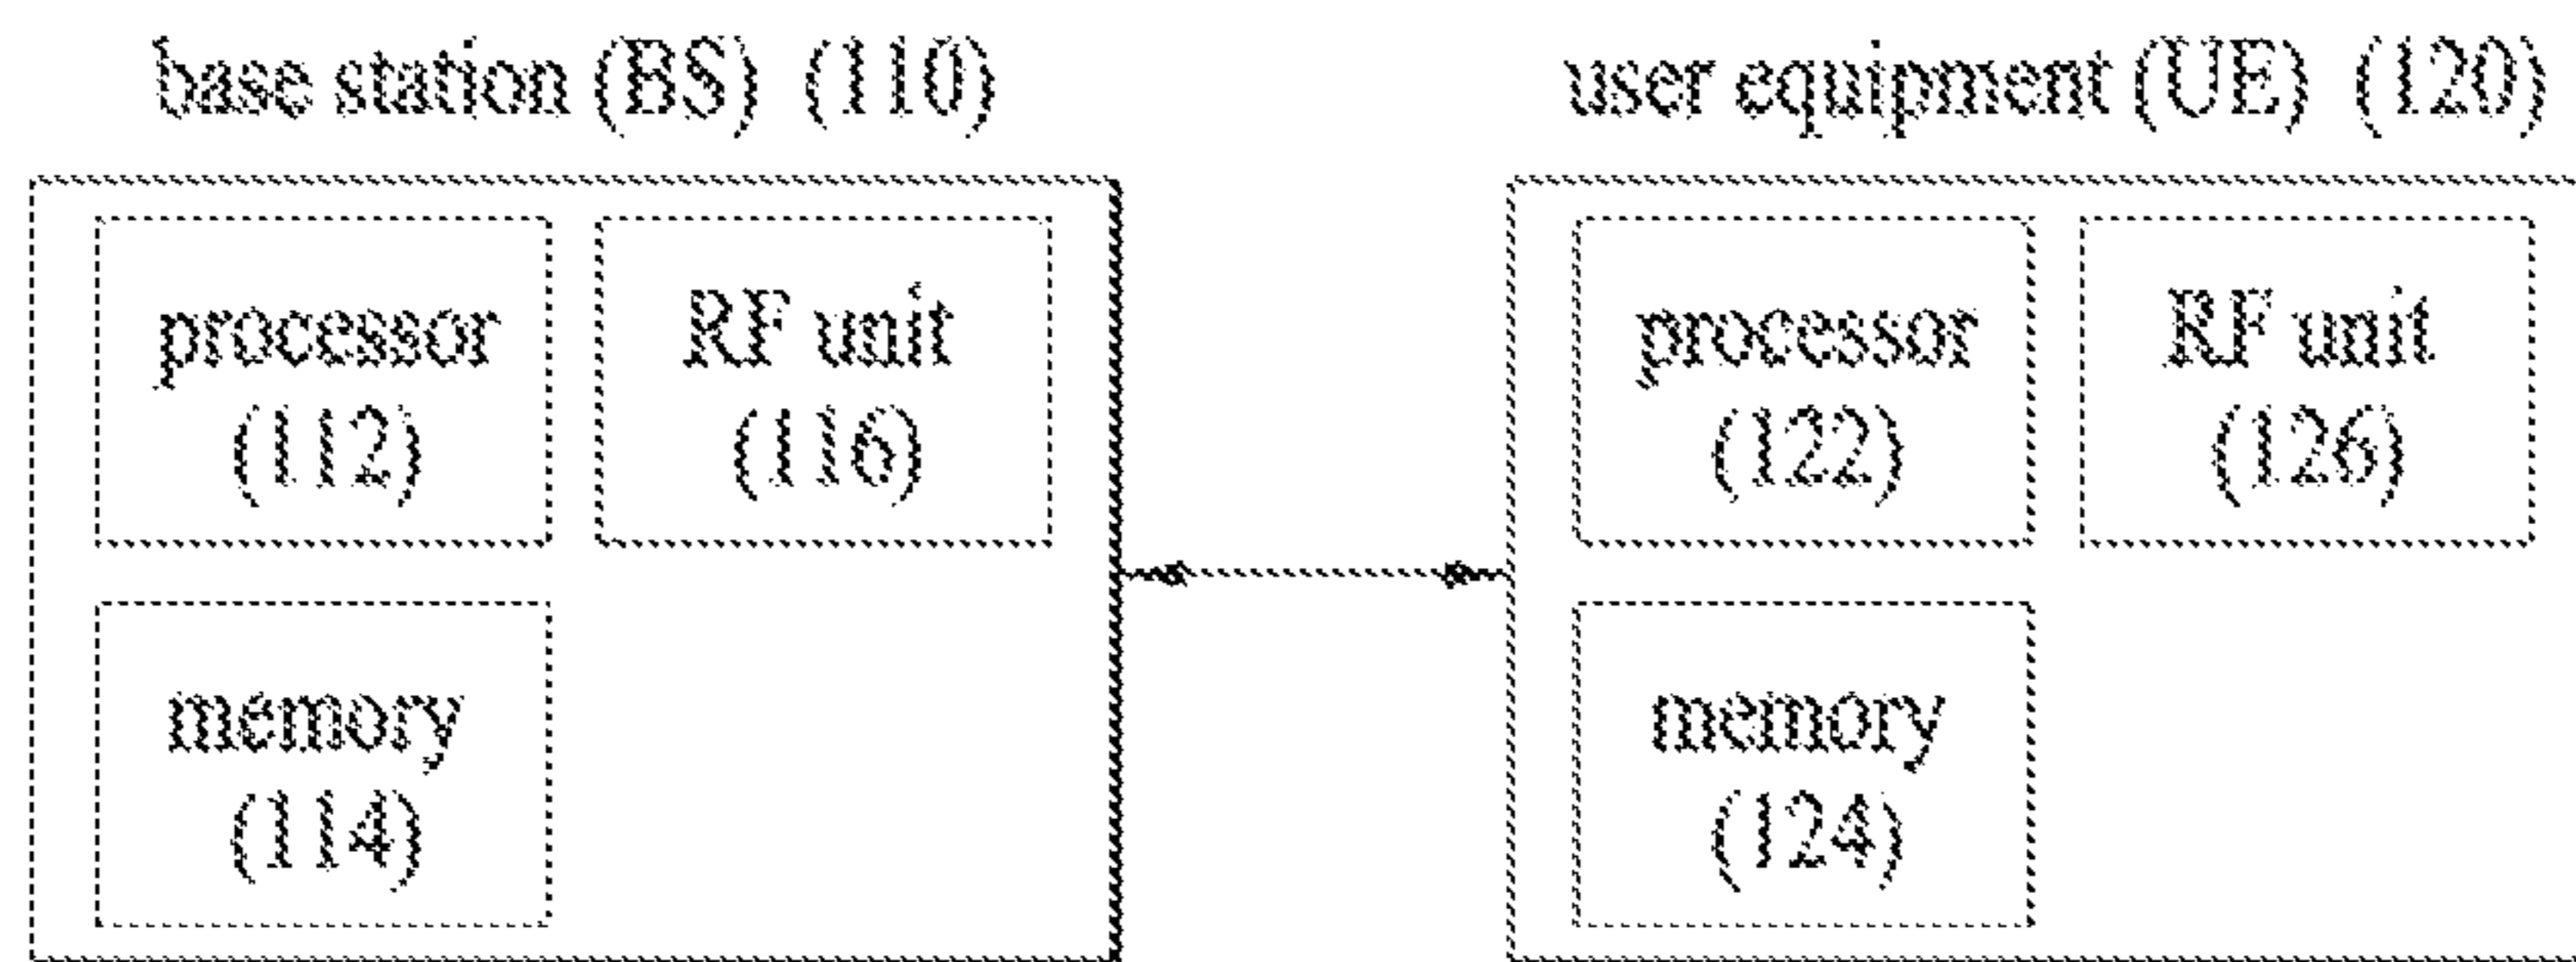 base station (BS) (110)
user equipment (UE) (120)
processor
(112)
RF unit
(116)
memory
(114)
processor
(122)
RF unit
(126)
memory
(124)